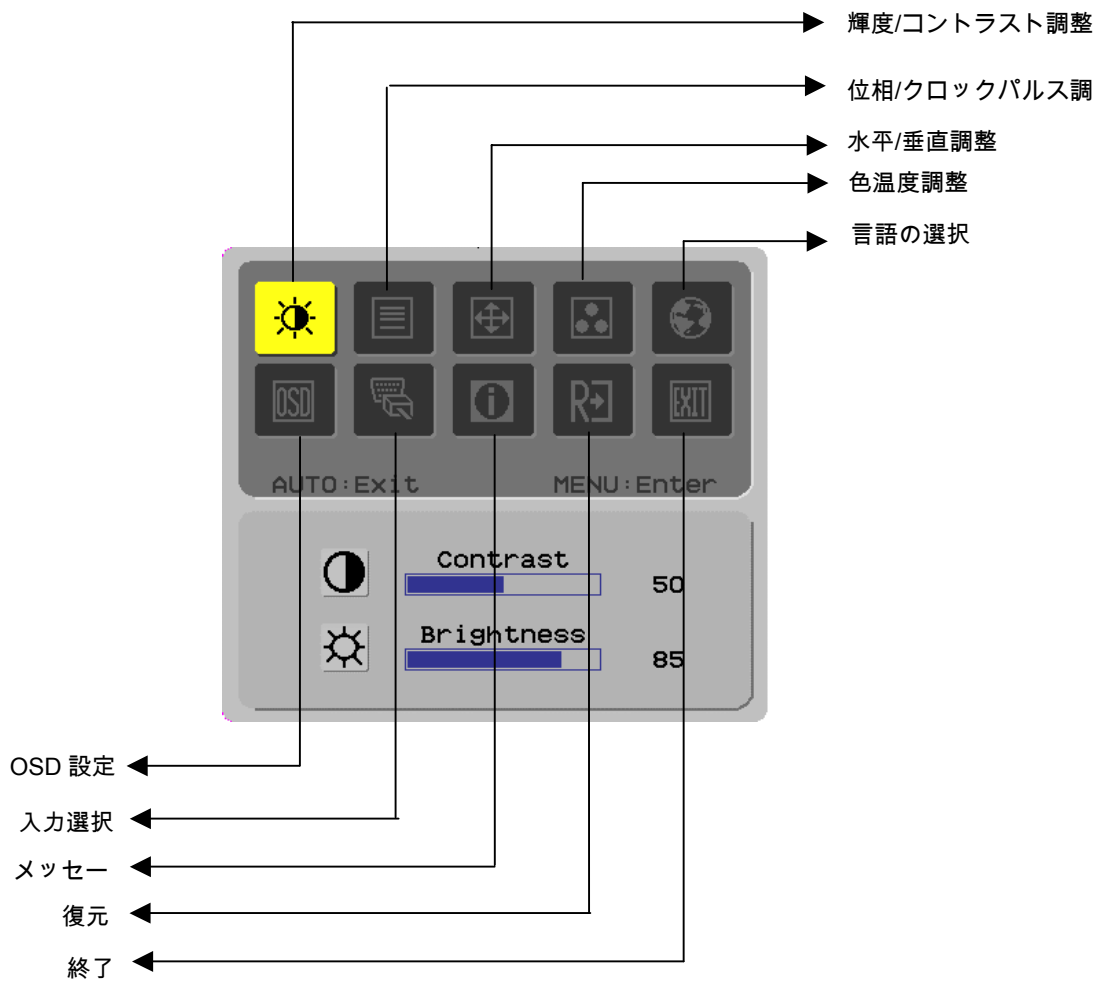 輝度/コントラスト調整
位相/クロックパルス調
水平/垂直調整
色温度調整
言語の選択
OSD
i
R
EXIT
AUTO:Exit MENU:Enter
Contrast
50
Brightness
85
OSD 設定
入力選択
メッセー
復元
終了